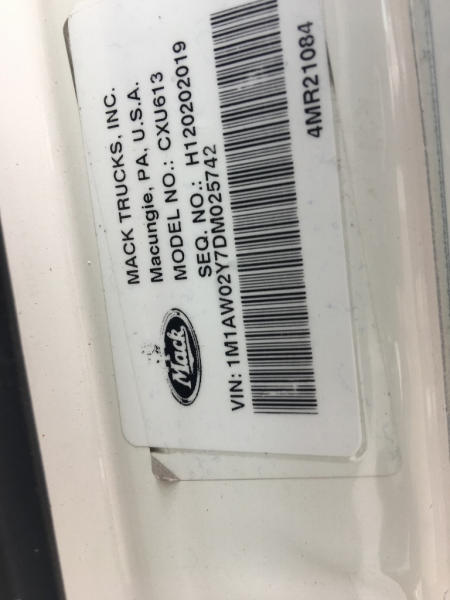 MACK TRUCKS, INC.
Macungie, PA, U.S.A.
MODEL NO.: CXU613
SEQ. NO.: H120202019
Mack
VIN: 1M1AW02Y7DM025742
4MR21084